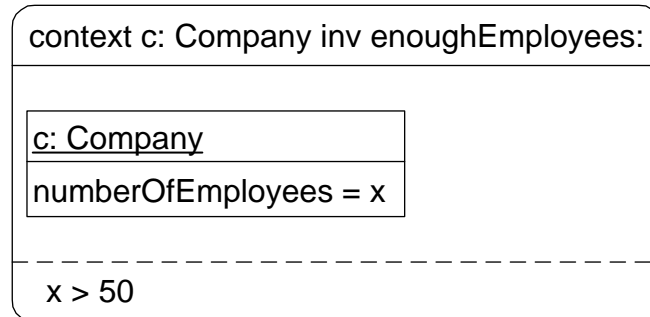 context c: Company inv enoughEmployees:
c: Company
numberOfEmployees = x
x > 50